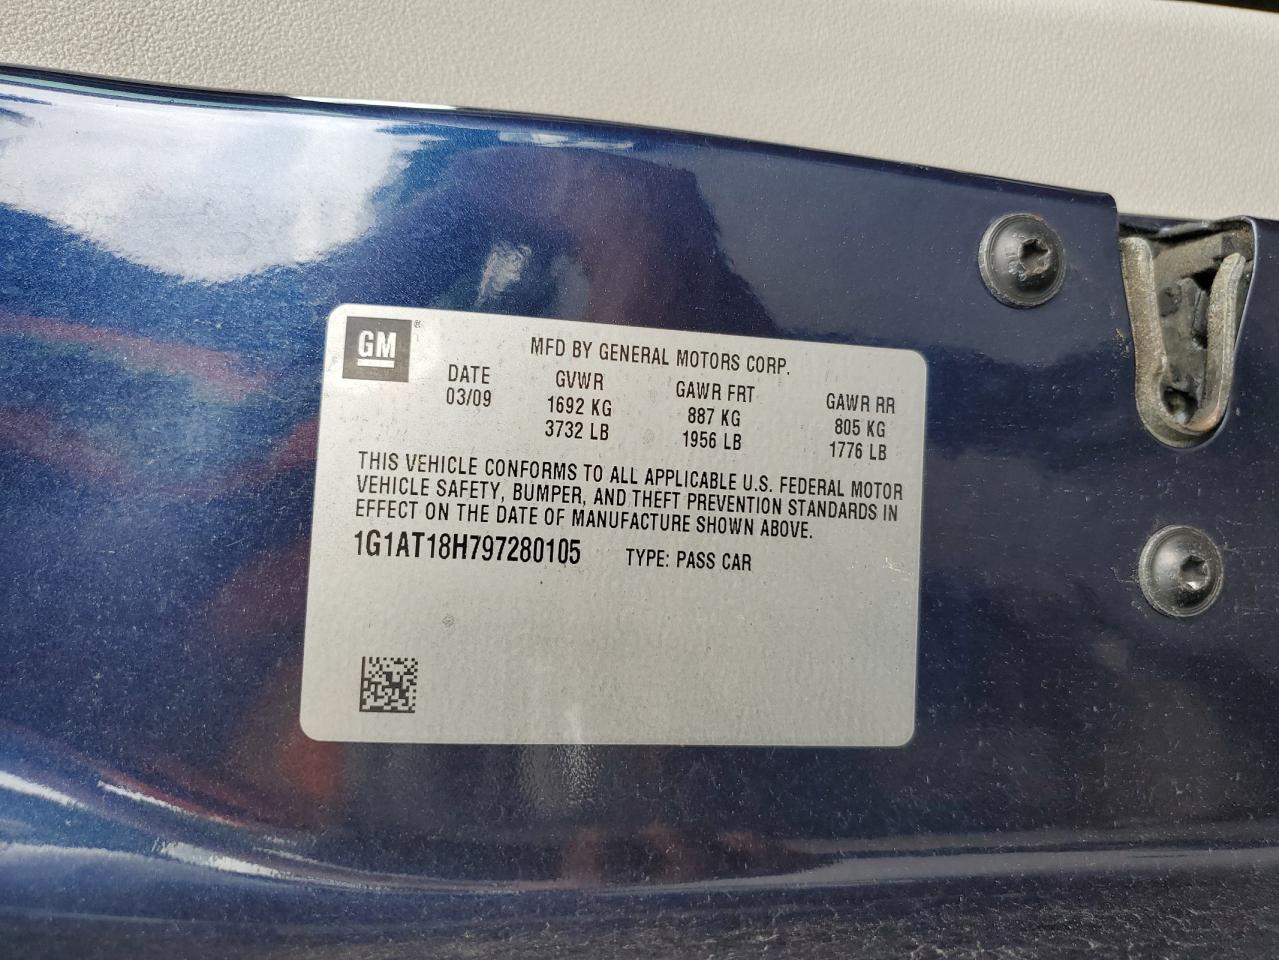 GM®
MFD BY GENERAL MOTORS CORP.
DATE GVWR GAWR FRT GAWR RR
03/09 1692 KG 887 KG 805 KG
3732 LB 1956 LB 1776 LB
THIS VEHICLE CONFORMS TO ALL APPLICABLE U.S. FEDERAL MOTOR
VEHICLE SAFETY, BUMPER, AND THEFT PREVENTION STANDARDS IN
EFFECT ON THE DATE OF MANUFACTURE SHOWN ABOVE.
1G1AT18H797280105 TYPE: PASS CAR